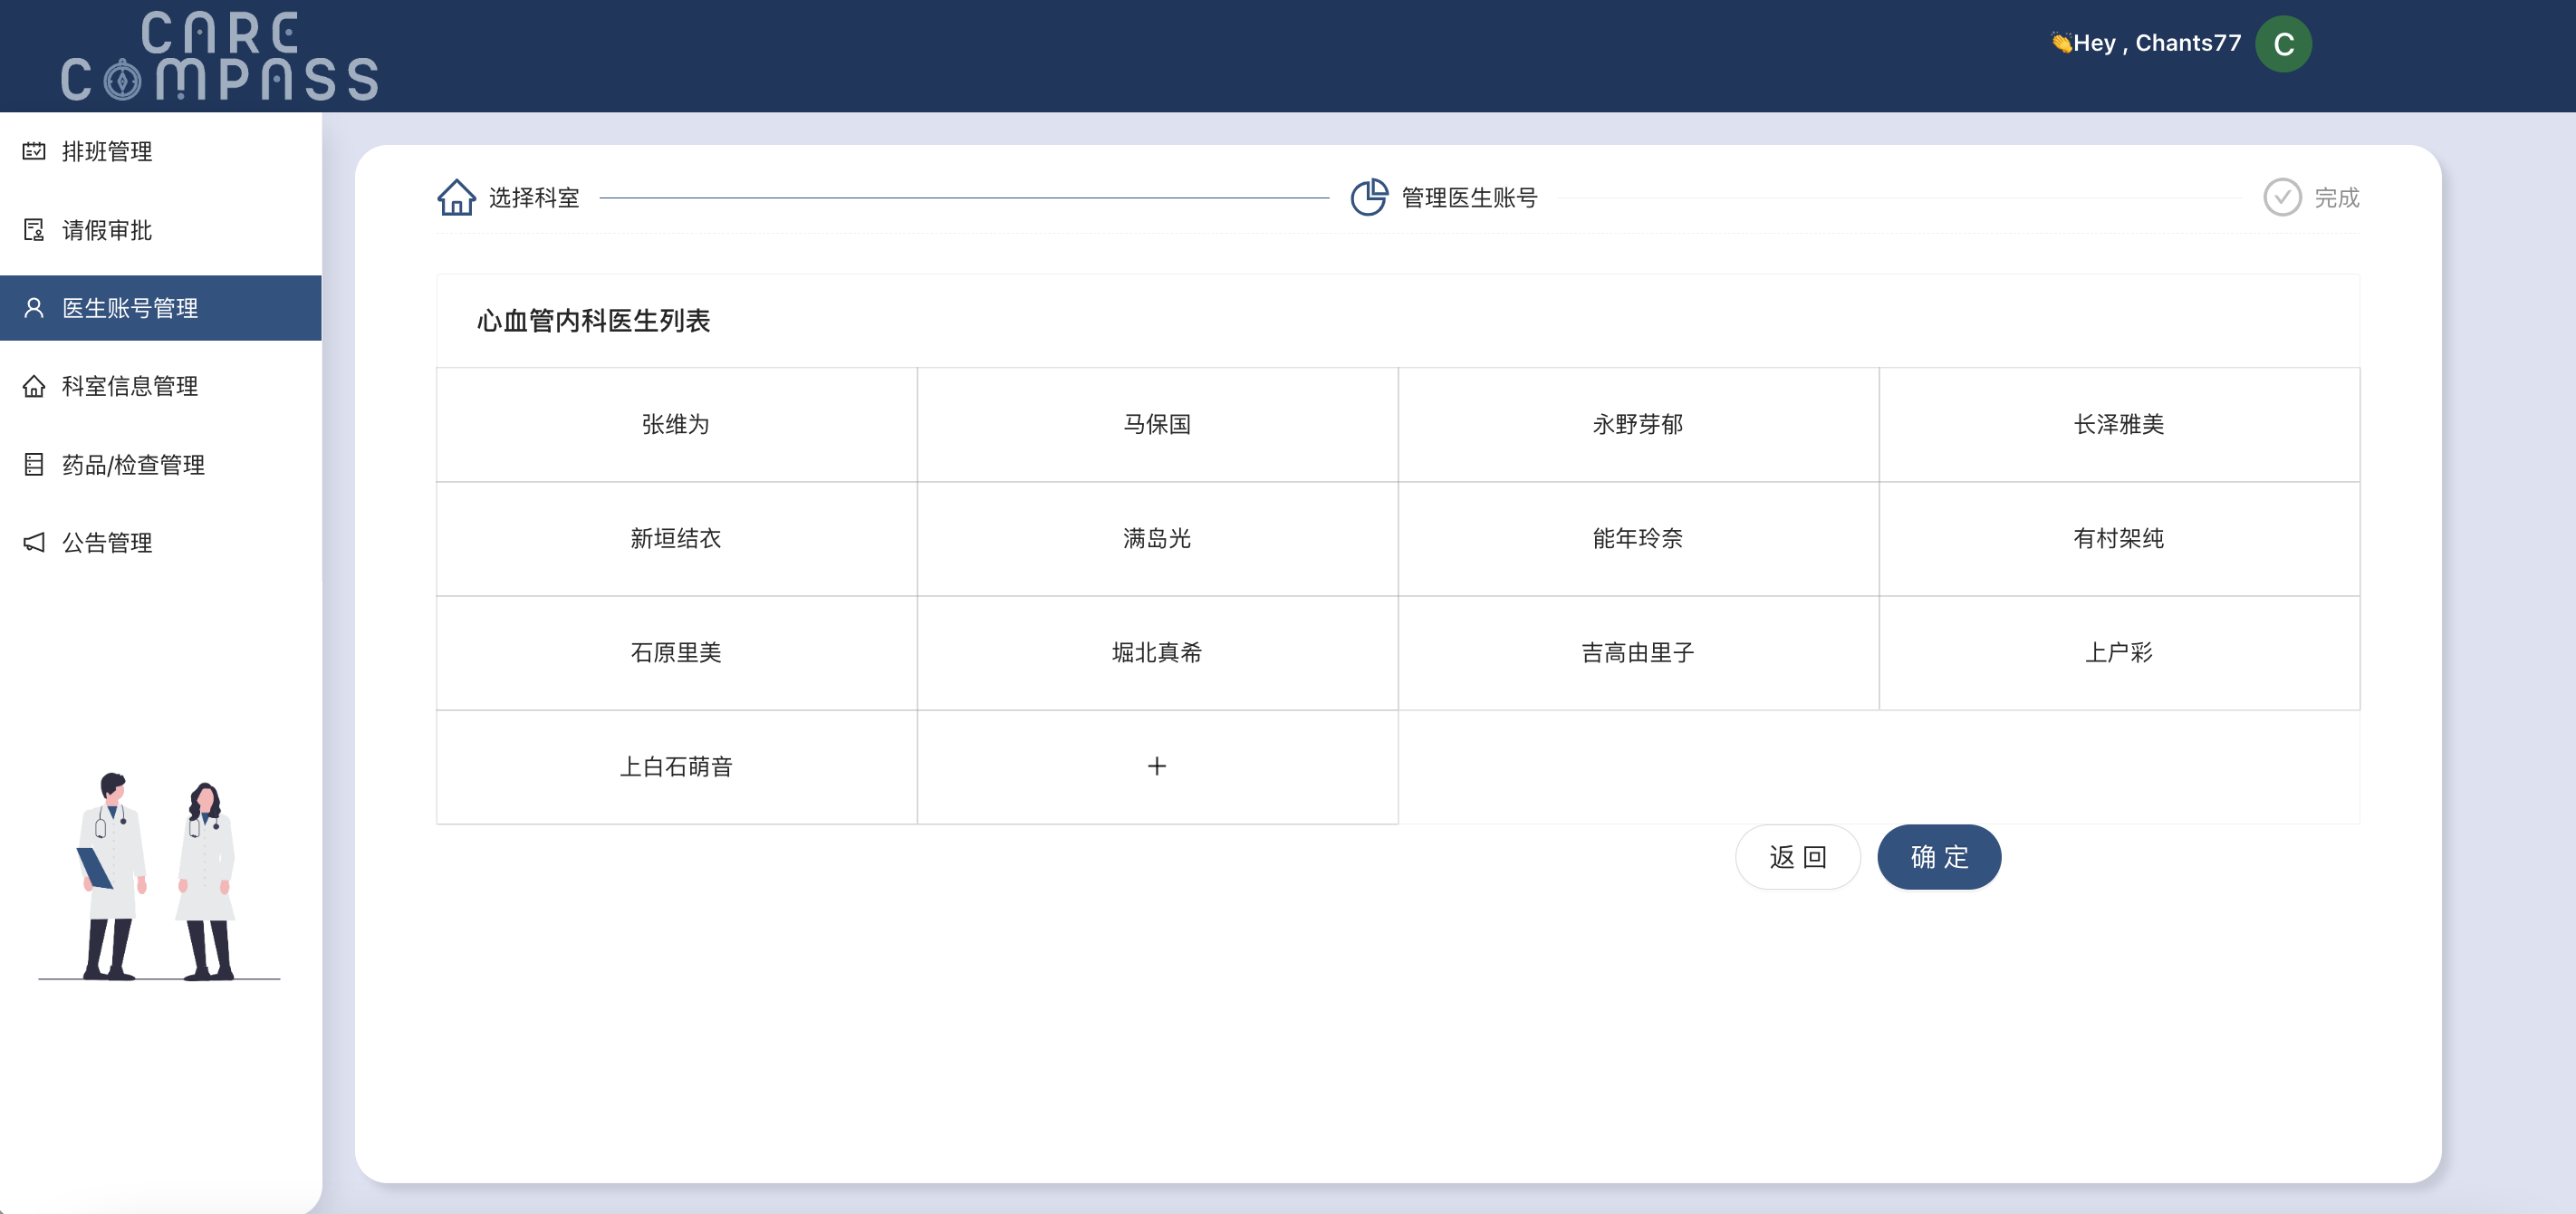 CARE
COMPASS
👏Hey , Chants77
C
排班管理
请假审批
医生账号管理
科室信息管理
药品/检查管理
公告管理
选择科室
管理医生账号
完成
心血管内科医生列表
张维为 马保国 永野芽郁 长泽雅美
新垣结衣 满岛光 能年玲奈 有村架纯
石原里美 堀北真希 吉高由里子 上户彩
上白石萌音 +
返 回 确 定